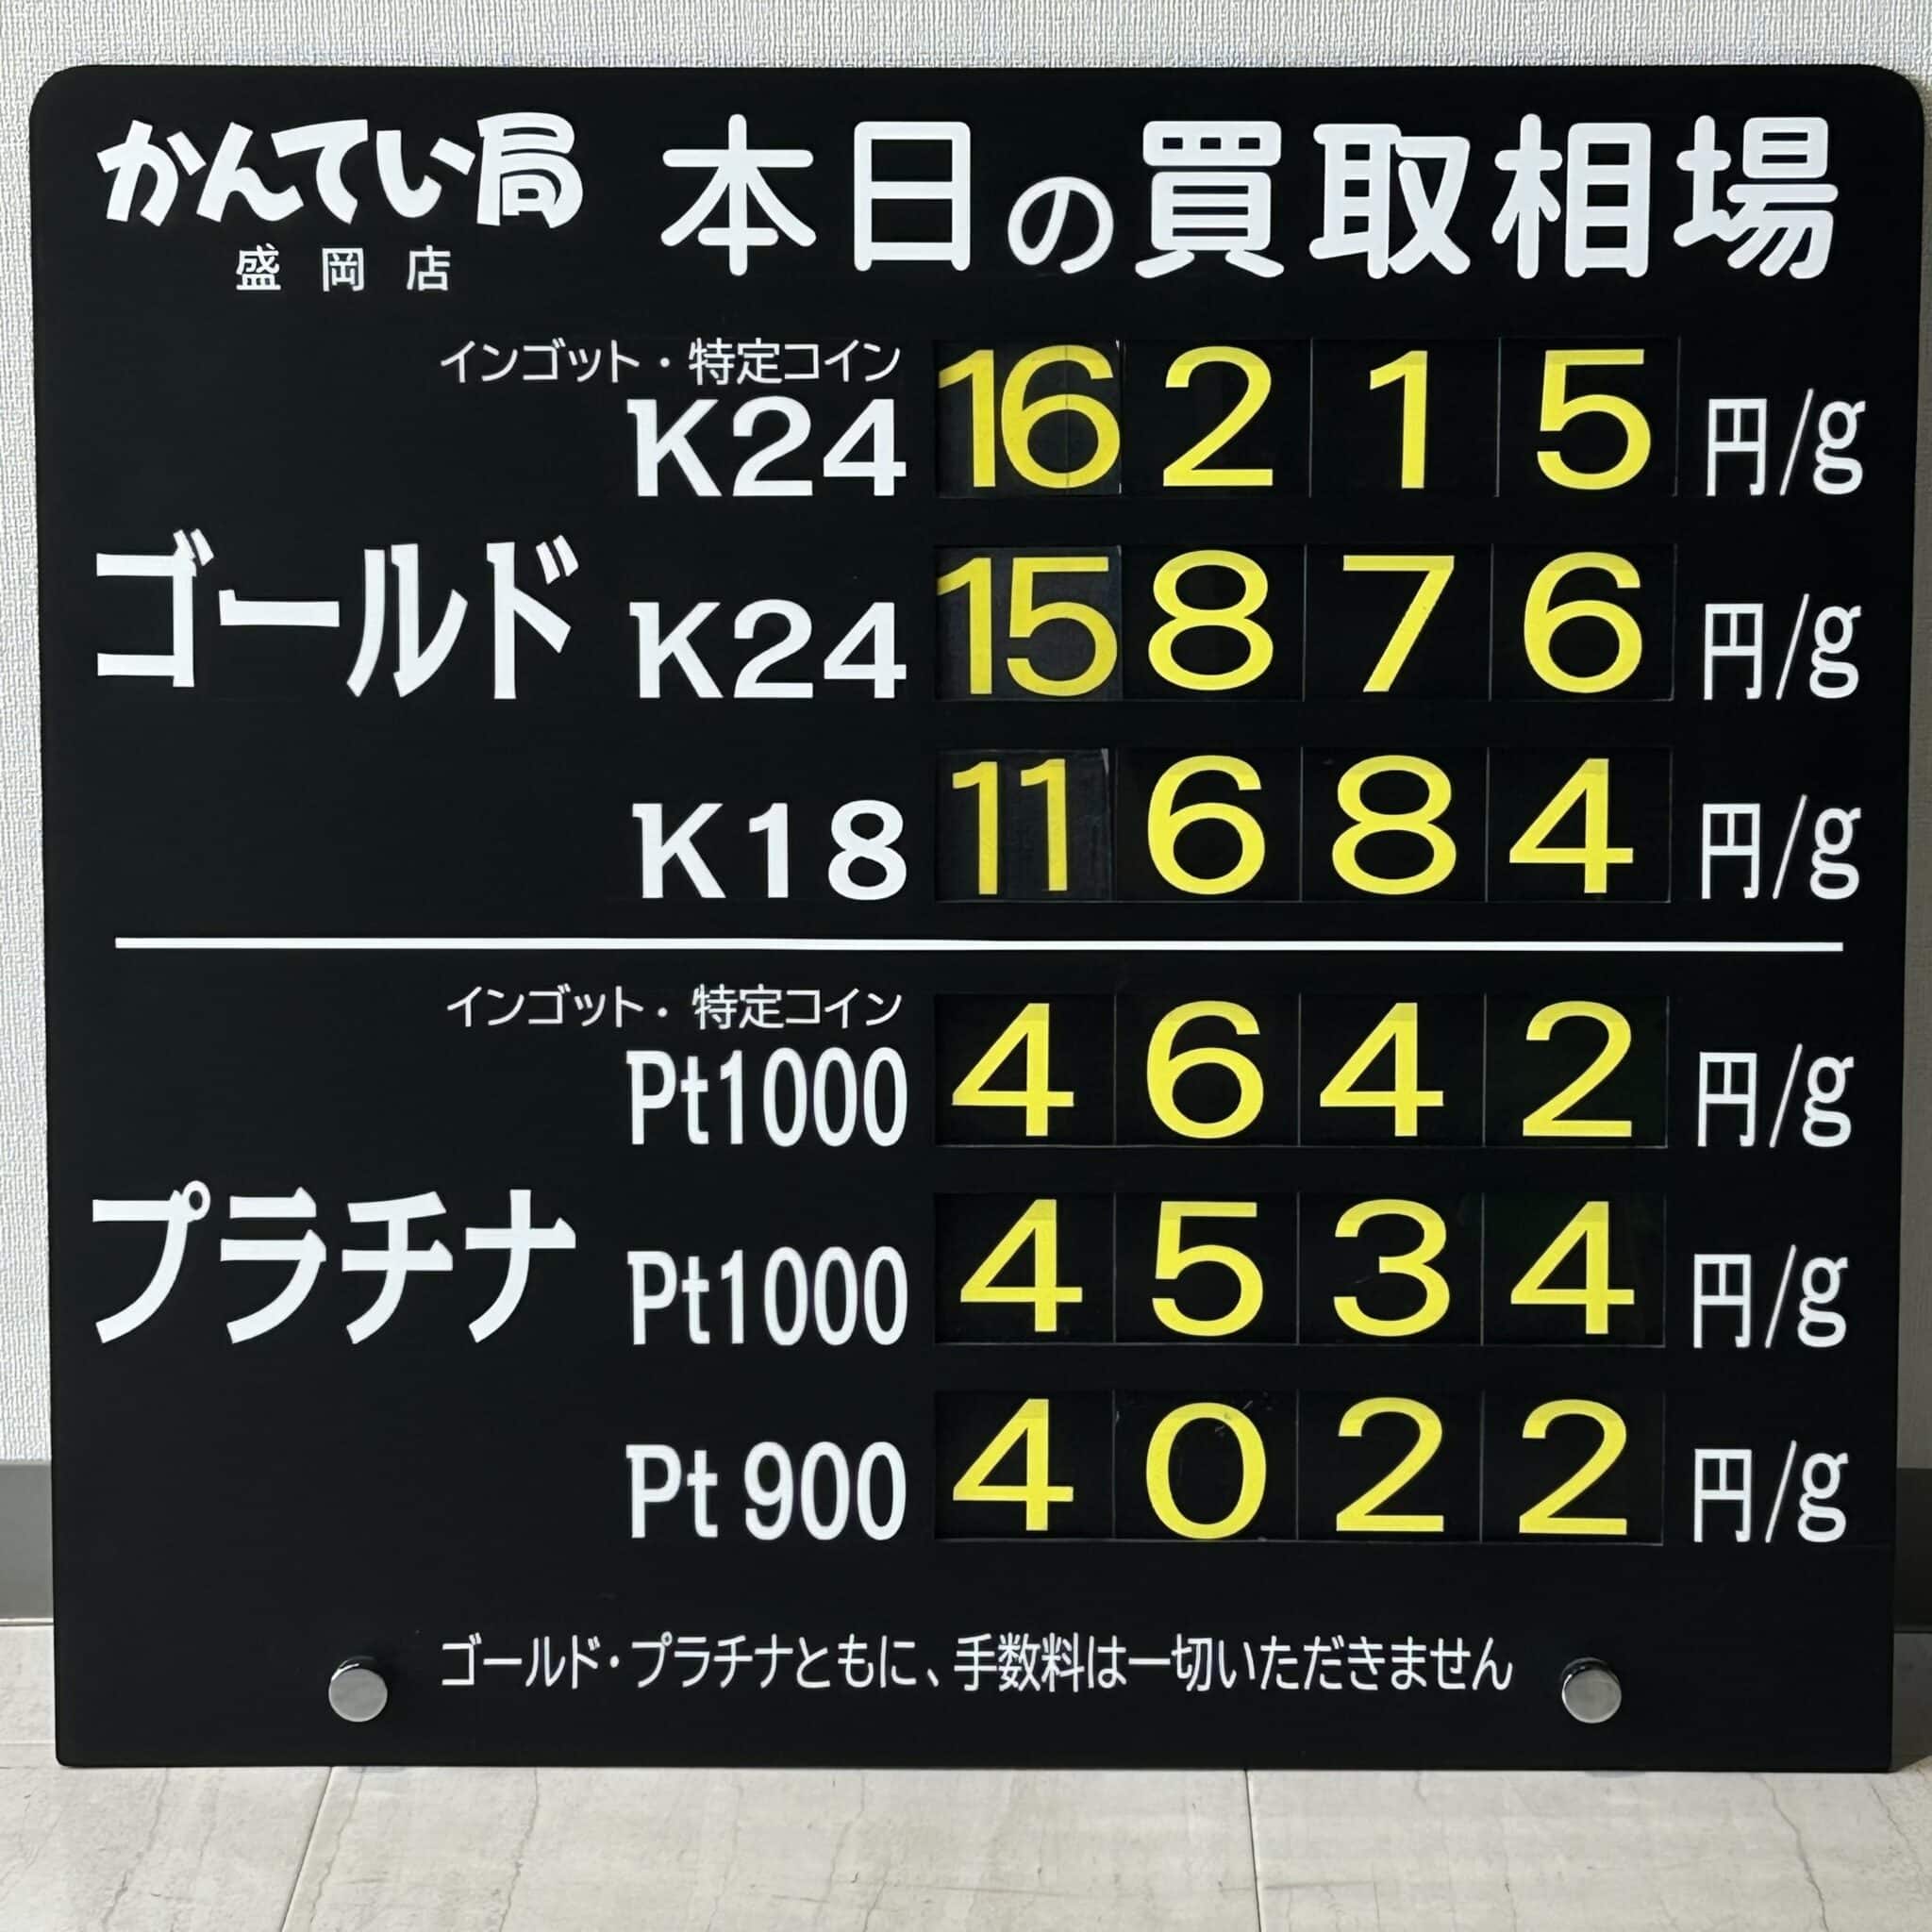 かんてい局 本日の買取相場
盛岡店
インゴット・特定コイン
K24 16215 円/g
ゴールド K24 15876 円/g
K18 11684 円/g
インゴット・特定コイン
Pt1000 4642 円/g
プラチナ Pt1000 4534 円/g
Pt900 4022 円/g
ゴールド・プラチナともに、手数料は一切いただきません